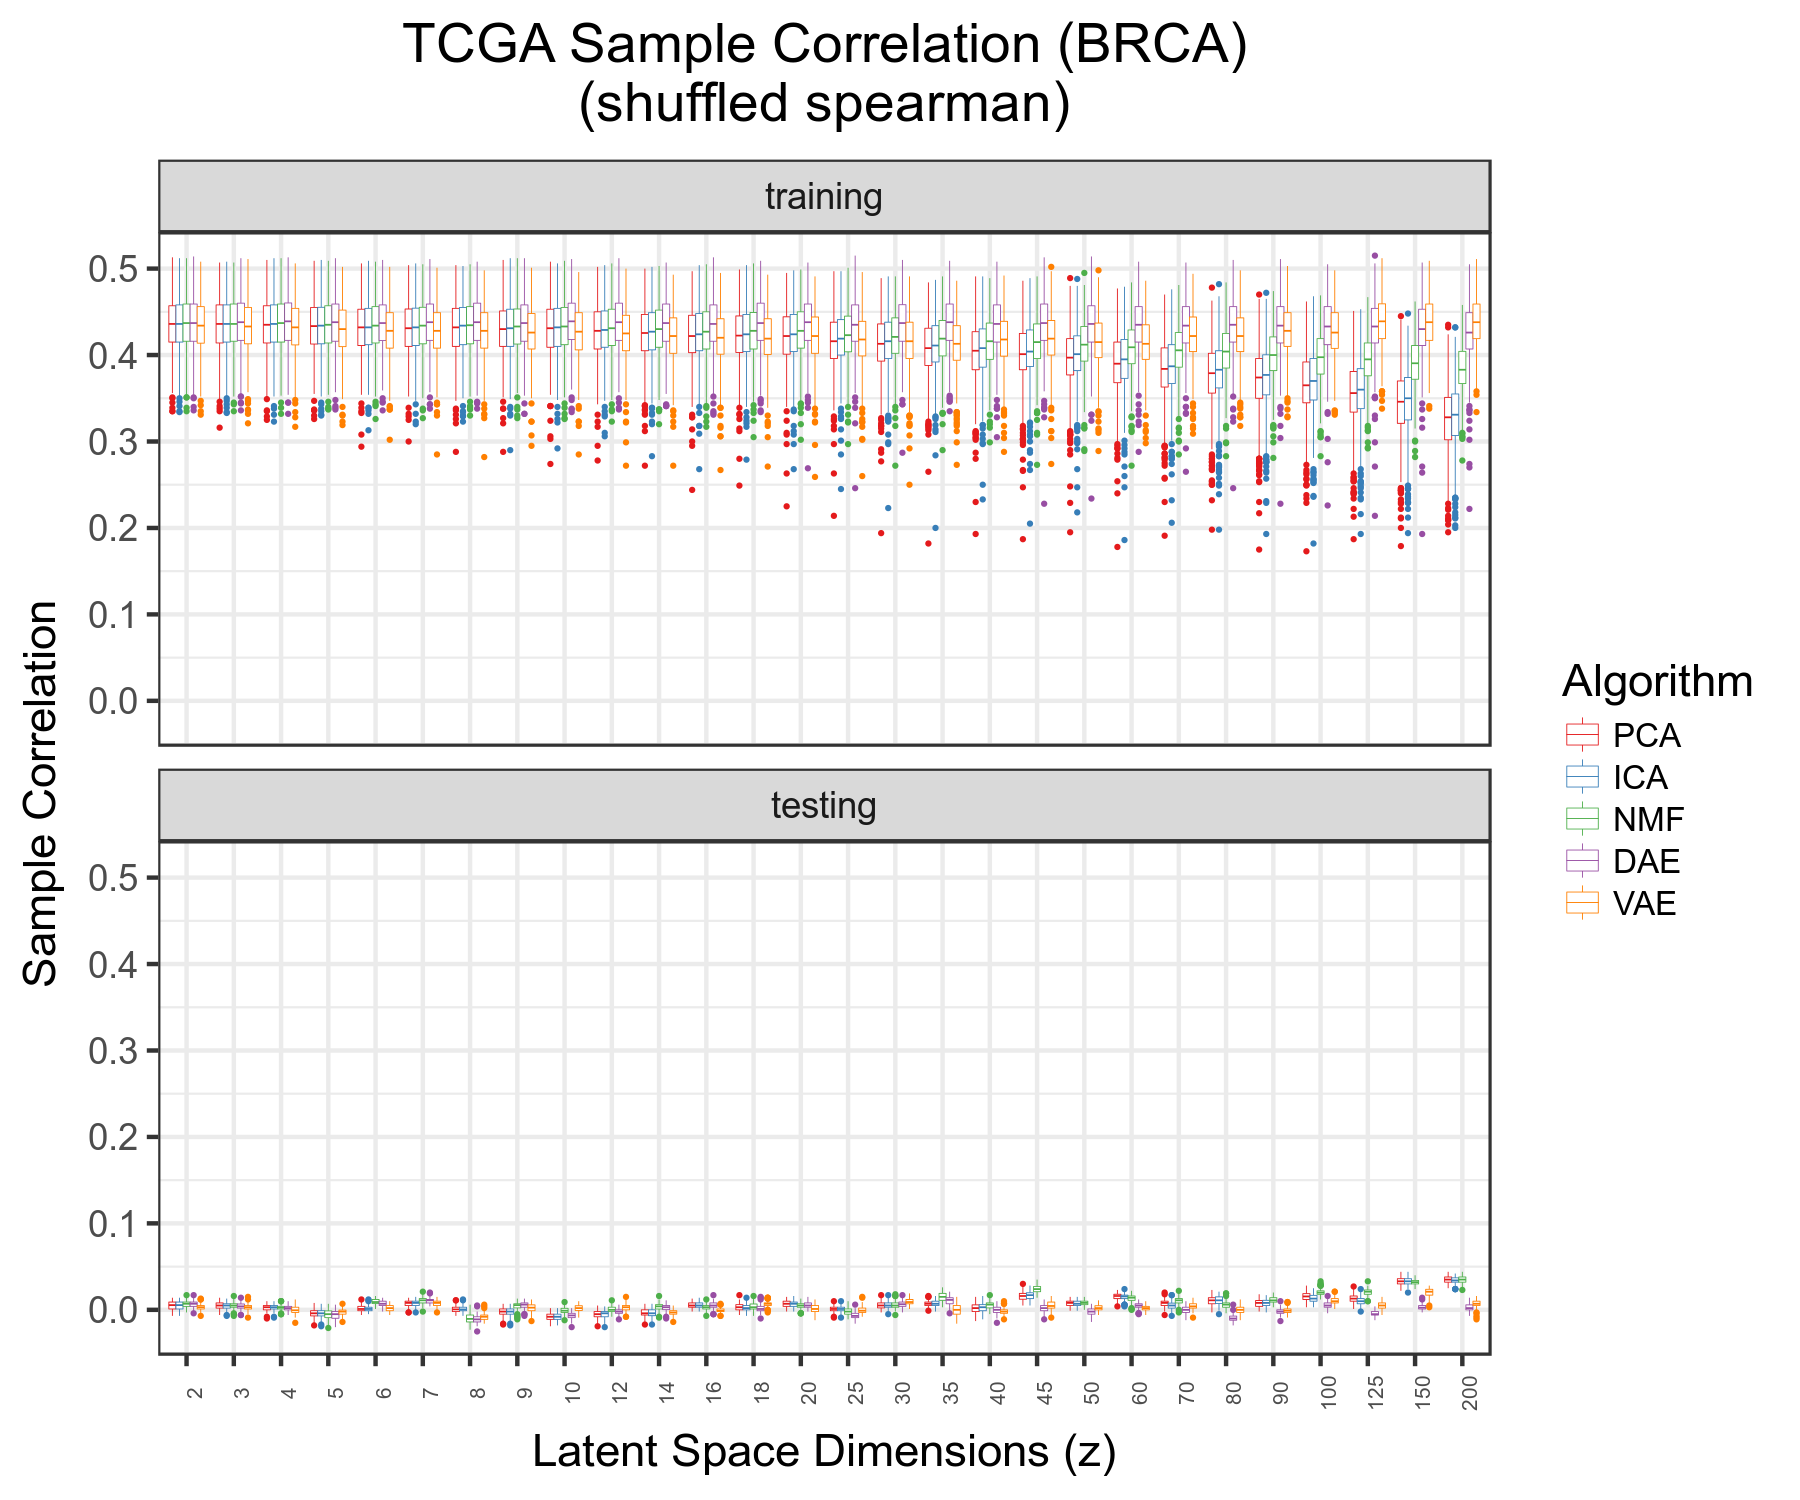 TCGA Sample Correlation (BRCA)
(shuffled spearman)
training
0.5
0.4
0.3
0.2
0.1
0.0
testing
0.5
0.4
0.3
0.2
0.1
0.0
Sample Correlation
2 3 4 5 6 7 8 9 10 12 14 16 18 20 25 30 35 40 45 50 60 70 80 90 100 125 150 200
Latent Space Dimensions (z)
Algorithm
PCA
ICA
NMF
DAE
VAE